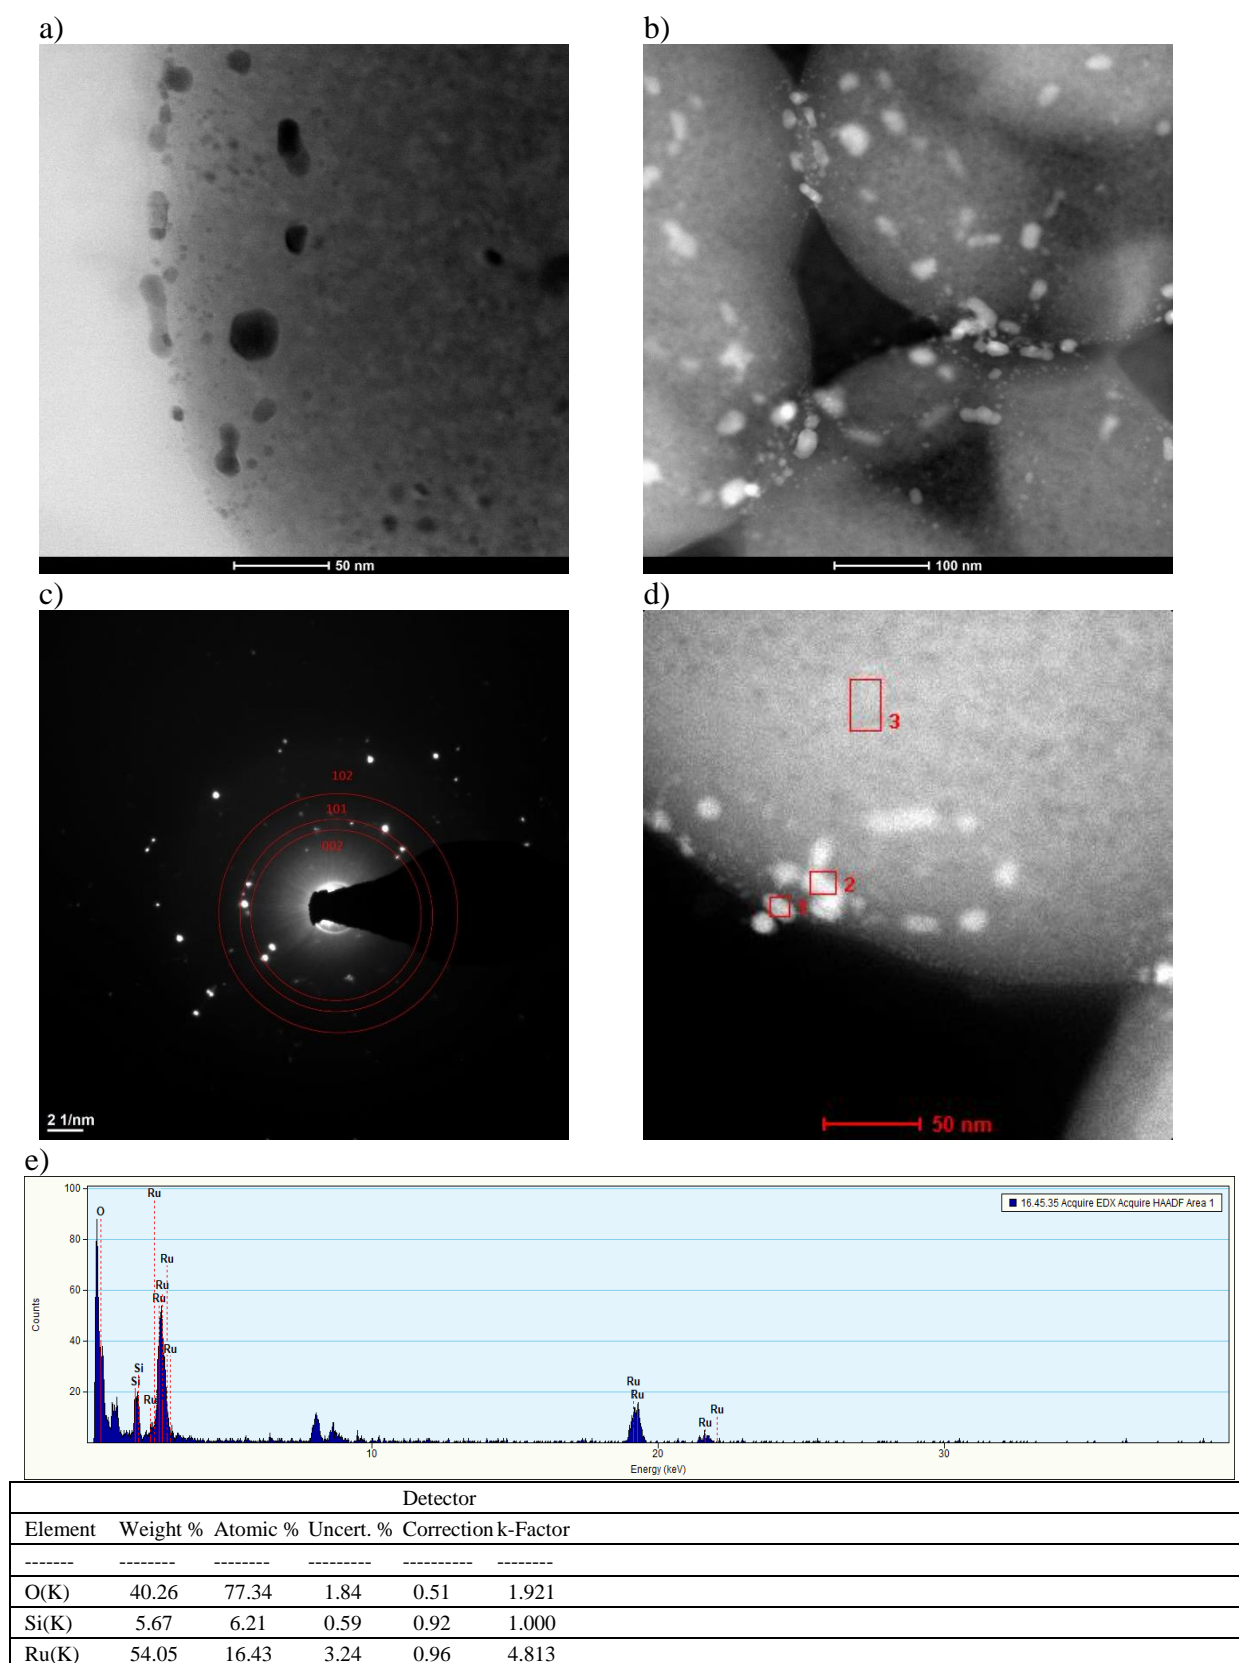 a)
b)
50 nm
100 nm
c)
d)
102
101
002
2 1/nm
3
2
1
50 nm
e)
16.45.35 Acquire EDX Acquire HAADF Area 1
100
80
60
40
20
Counts
O
Ru
Ru
Ru
Ru
Si
Si
Ru
Ru
Ru
Ru
Ru
Ru
10
20
30
Energy (keV)
Detector
Element Weight % Atomic % Uncert. % Correction k-Factor
------- -------- -------- --------- ---------- --------
O(K) 40.26 77.34 1.84 0.51 1.921
Si(K) 5.67 6.21 0.59 0.92 1.000
Ru(K) 54.05 16.43 3.24 0.96 4.813